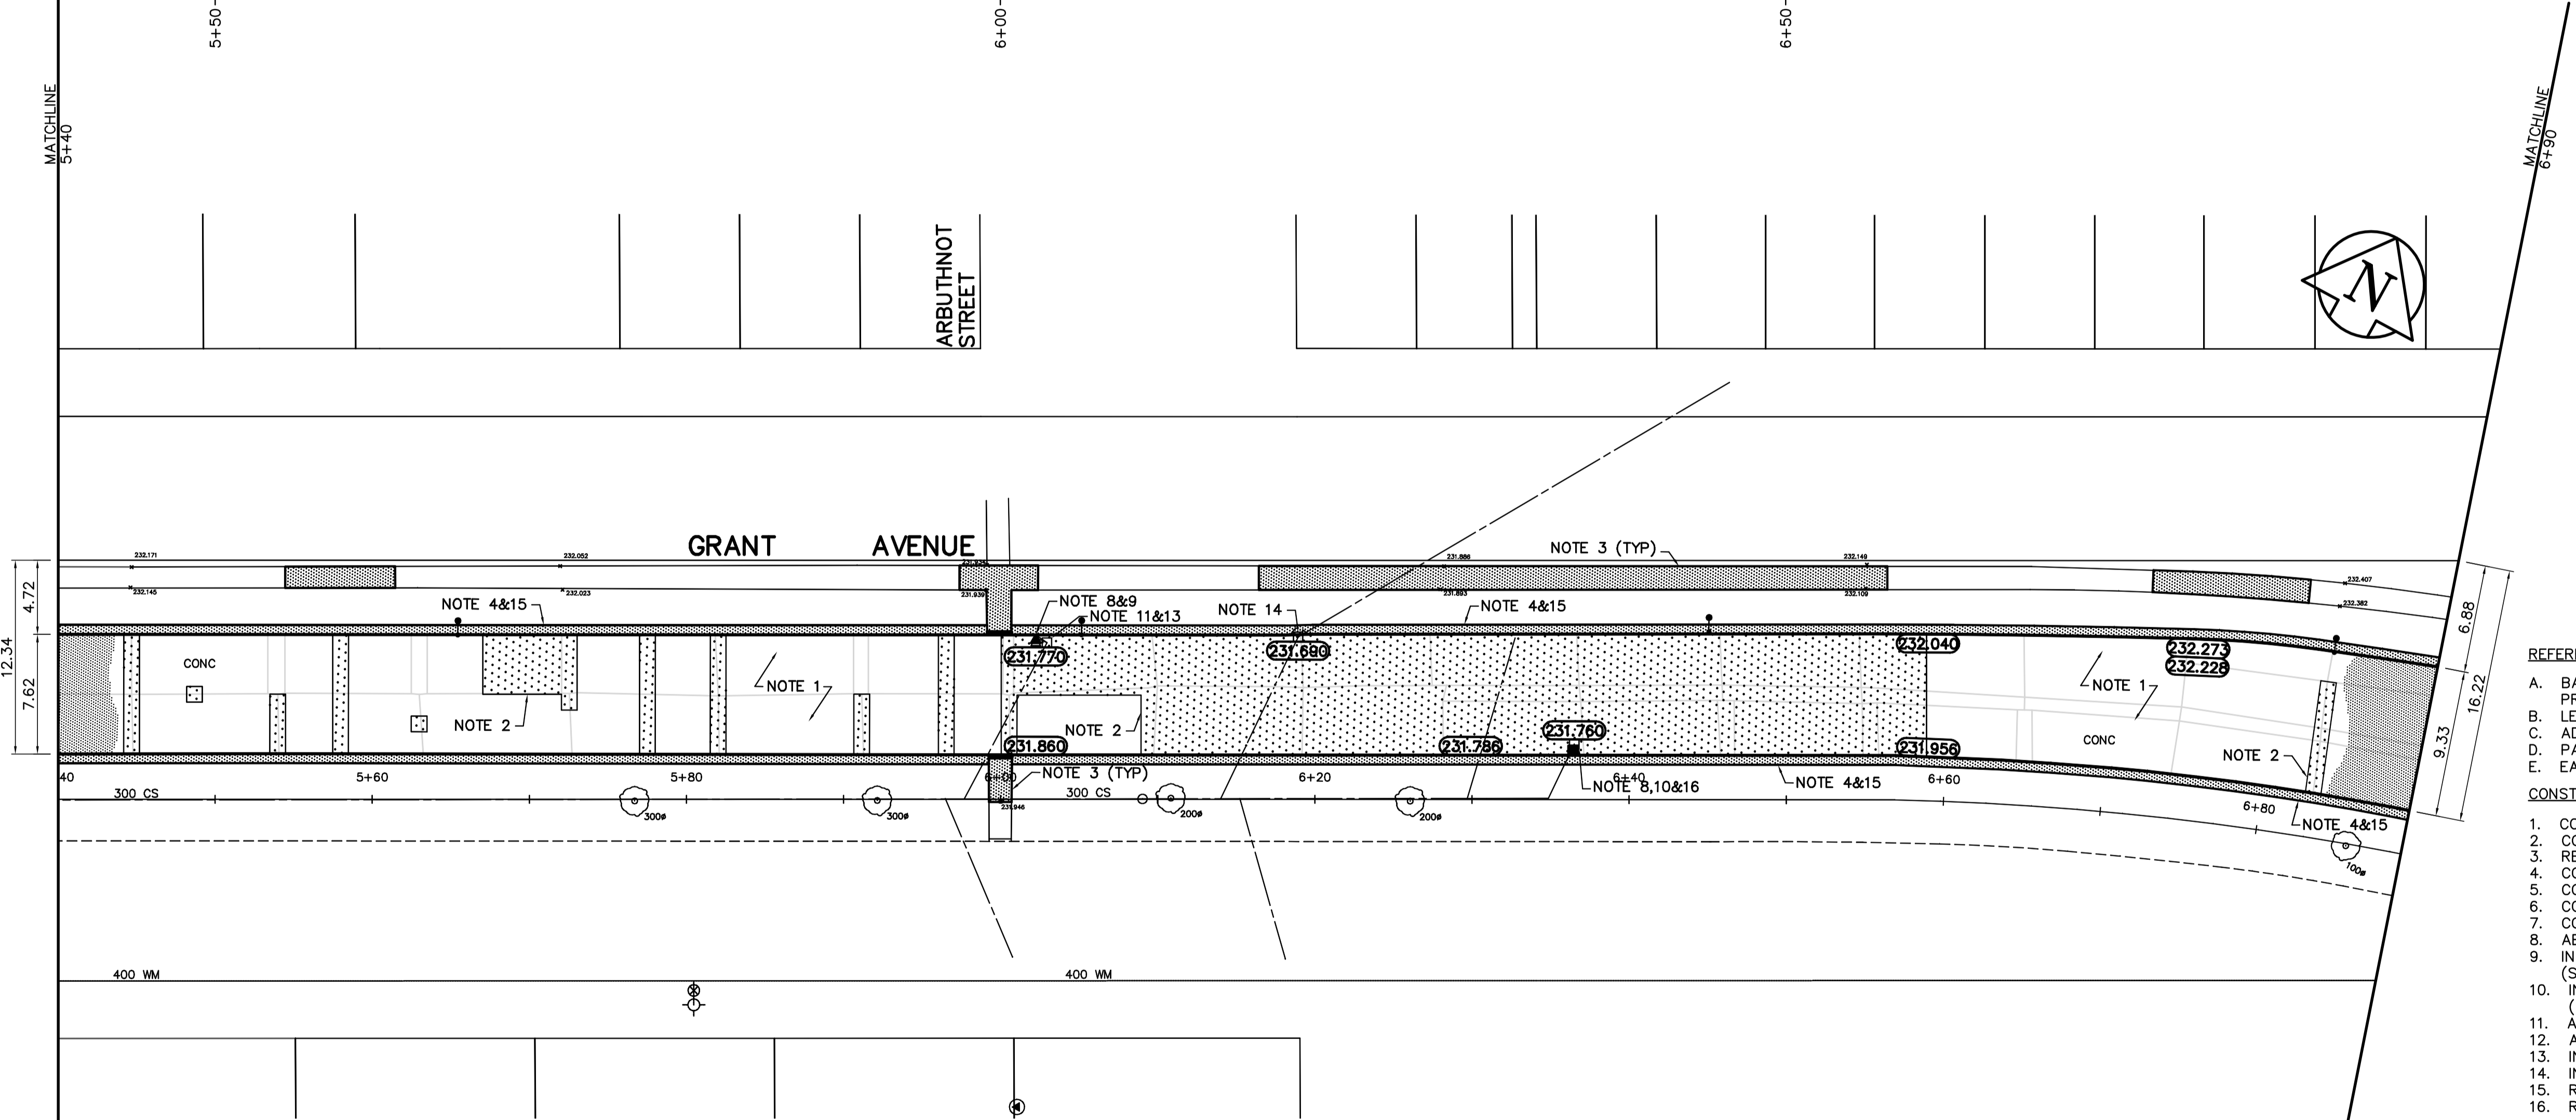 5+50
6+00
6+50
MATCHLINE
5+40
MATCHLINE
6+90
ARBUTHNOT
STREET
N
GRANT AVENUE
NOTE 3 (TYP)
232.171
232.052
231.886
232.149
232.407
232.145
232.023
231.939
231.893
232.109
232.382
4.72
12.34
7.62
6.88
16.22
9.33
NOTE 4&15
NOTE 8&9
NOTE 11&13
NOTE 14
NOTE 4&15
CONC
231.770
231.690
232.040
232.273
232.228
NOTE 1
NOTE 1
NOTE 2
NOTE 2
231.860
231.786
231.760
231.956
CONC
NOTE 2
40
5+60
5+80
6+00
6+20
6+40
6+60
6+80
NOTE 3 (TYP)
NOTE 8,10&16
NOTE 4&15
NOTE 4&15
300 CS
300 CS
231.946
300ø
300ø
200ø
200ø
100ø
400 WM
400 WM
A.
B.
C.
D.
E.
1.
2.
3.
4.
5.
6.
7.
8.
9.
10.
11.
12.
13.
14.
15.
16.